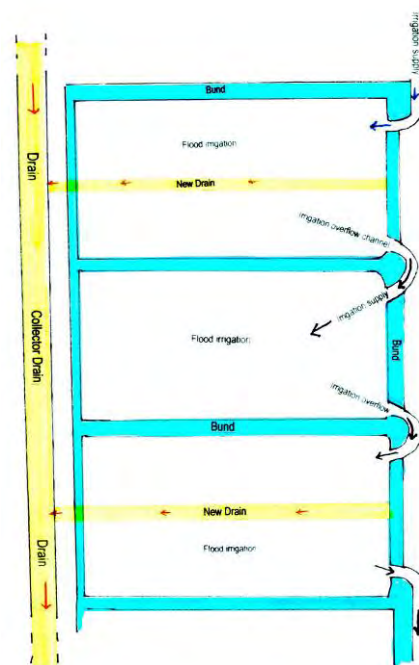 Irrigation supply
Bund
Flood irrigation
Drain
New Drain
Irrigation overflow channel
Irrigation supply
Collector Drain
Flood irrigation
Bund
Irrigation overflow
Bund
Drain
New Drain
Flood irrigation